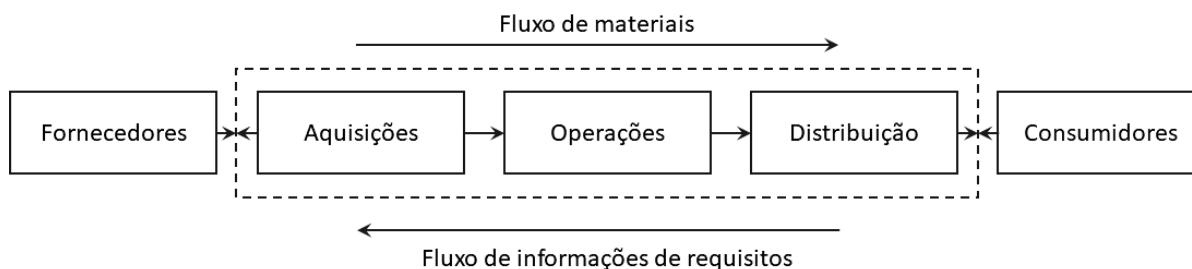 Fluxo de materiais
Fornecedores
Aquisições
Operações
Distribuição
Consumidores
Fluxo de informações de requisitos